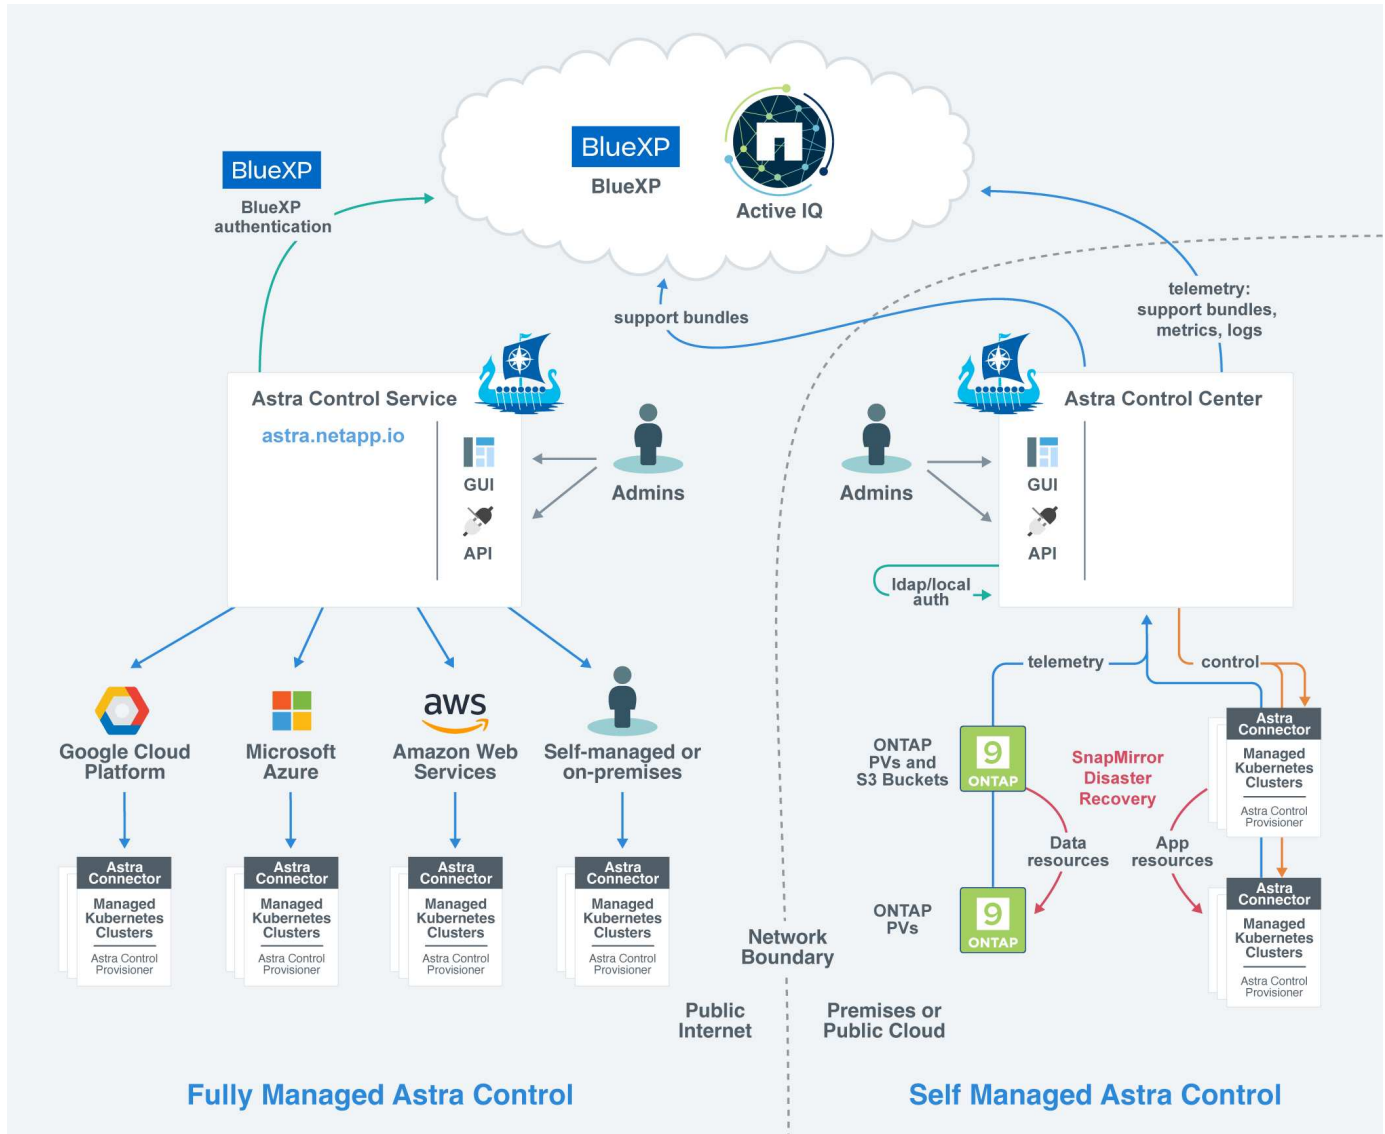 BlueXP
BlueXP
Active IQ
BlueXP
BlueXP
authentication
support bundles
telemetry:
support bundles,
metrics, logs
Astra Control Service
astra.netapp.io
GUI
API
Admins
Admins
Astra Control Center
GUI
API
ldap/local
auth
Google Cloud
Platform
Microsoft
Azure
aws
Amazon Web
Services
Self-managed or
on-premises
Astra
Connector
Managed
Kubernetes
Clusters
Astra Control
Provisioner
Astra
Connector
Managed
Kubernetes
Clusters
Astra Control
Provisioner
Astra
Connector
Managed
Kubernetes
Clusters
Astra Control
Provisioner
Astra
Connector
Managed
Kubernetes
Clusters
Astra Control
Provisioner
telemetry
control
ONTAP
PVs and
S3 Buckets
9
ONTAP
SnapMirror
Disaster
Recovery
Astra
Connector
Managed
Kubernetes
Clusters
Astra Control
Provisioner
Data
resources
App
resources
ONTAP
PVs
9
ONTAP
Astra
Connector
Managed
Kubernetes
Clusters
Astra Control
Provisioner
Network
Boundary
Public
Internet
Premises or
Public Cloud
Fully Managed Astra Control
Self Managed Astra Control